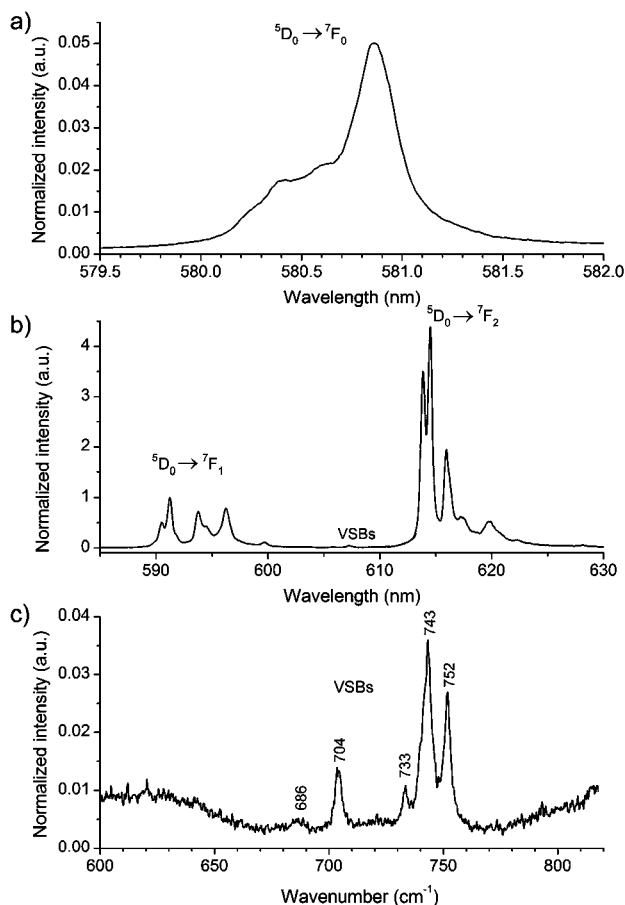 a)
⁵D₀→⁷F₀
Normalized intensity (a.u.)
0.05
0.04
0.03
0.02
0.01
0.00
579.5 580.0 580.5 581.0 581.5 582.0
Wavelength (nm)
b)
⁵D₀→⁷F₂
Normalized intensity (a.u.)
4
3
2
1
0
⁵D₀→⁷F₁
VSBs
590 600 610 620 630
Wavelength (nm)
c)
Normalized intensity (a.u.)
0.04
0.03
0.02
0.01
0.00
VSBs
686
704
733
743
752
600 650 700 750 800
Wavenumber (cm⁻¹)